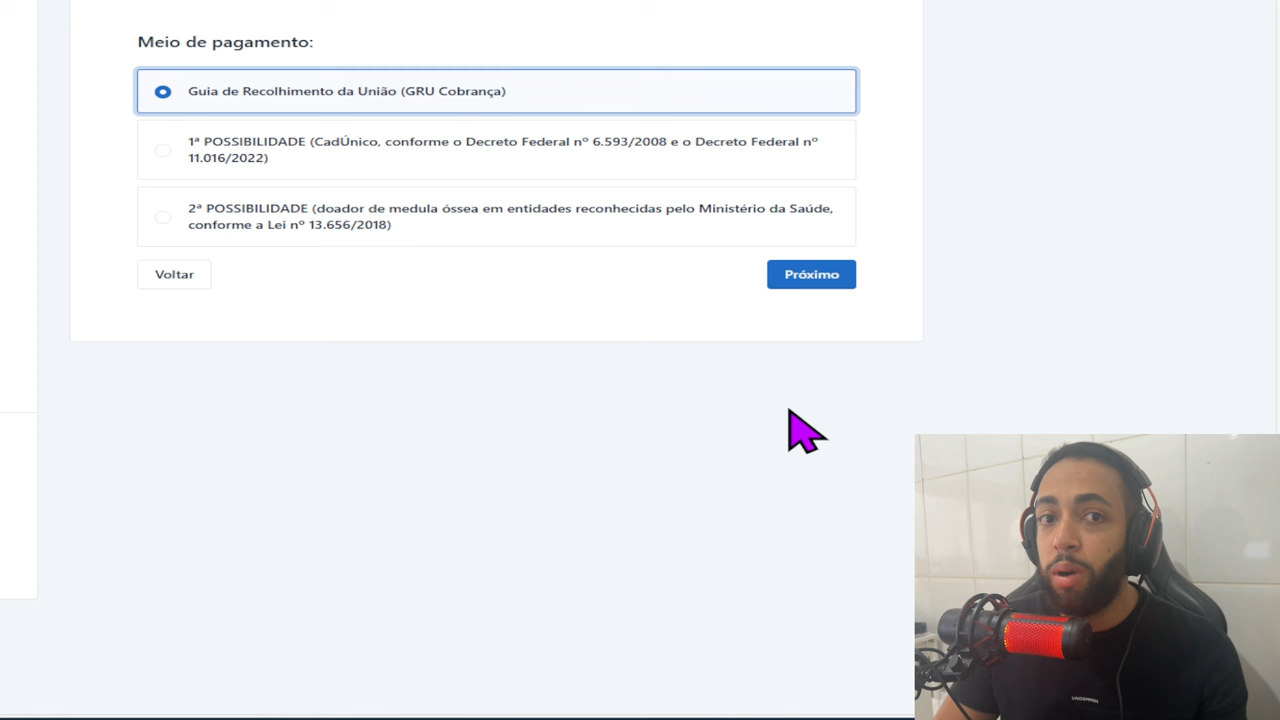 Meio de pagamento:
Guia de Recolhimento da União (GRU Cobrança)
1ª POSSIBILIDADE (CadÚnico, conforme o Decreto Federal nº 6.593/2008 e o Decreto Federal nº
11.016/2022)
2ª POSSIBILIDADE (doador de medula óssea em entidades reconhecidas pelo Ministério da Saúde,
conforme a Lei nº 13.656/2018)
Voltar
Próximo
UNCOMMON